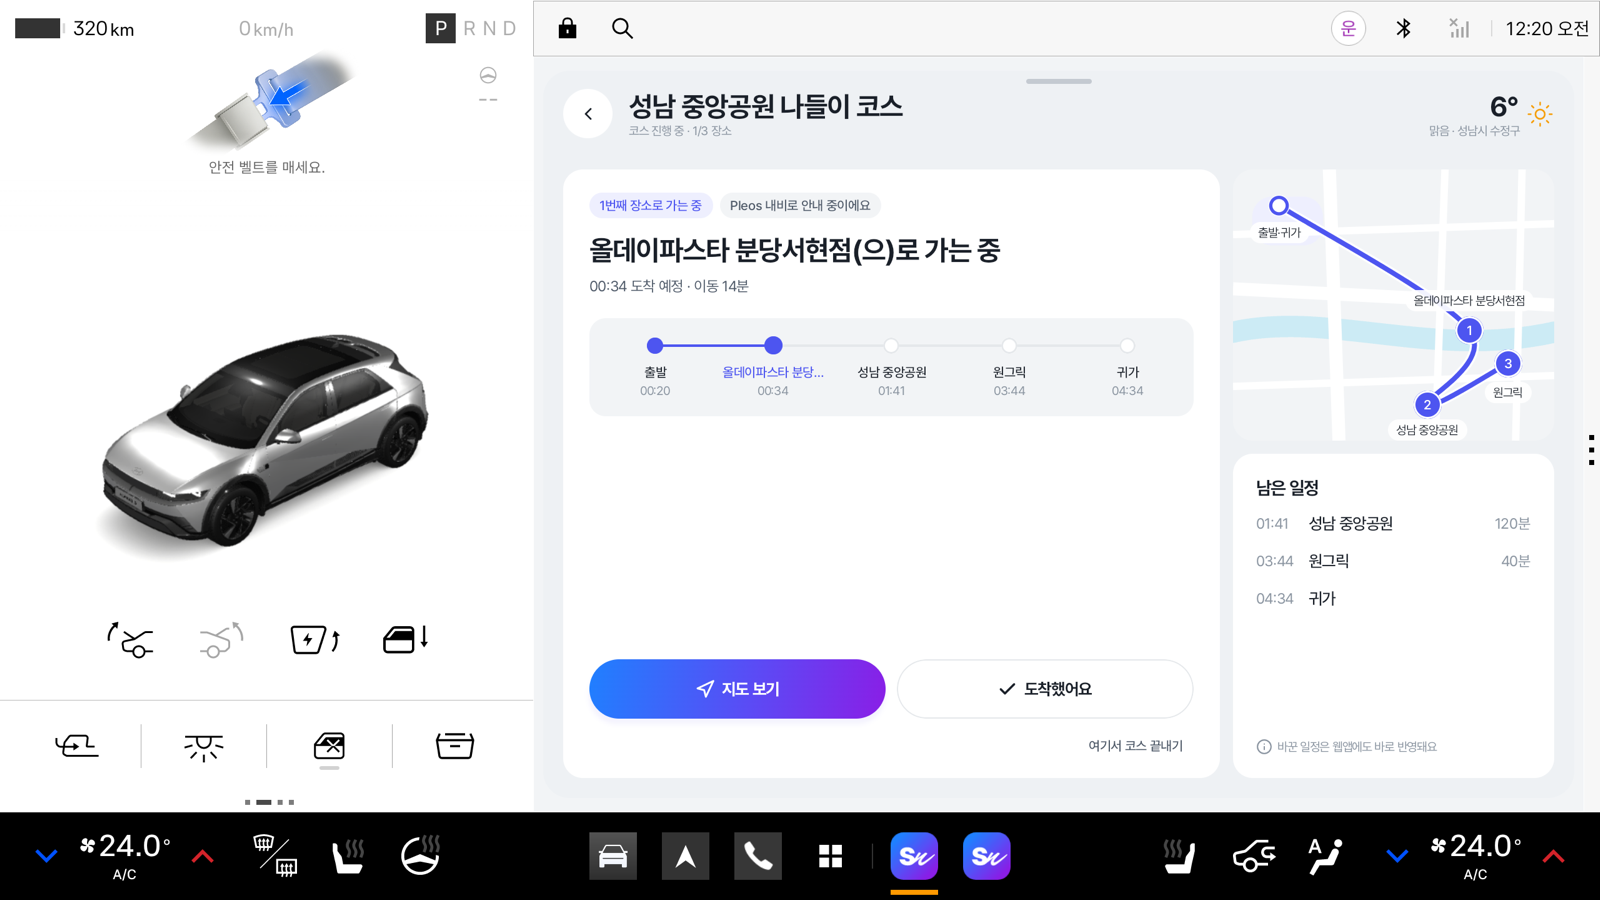 320 km
0 km/h
P R N D
안전 벨트를 매세요.
운
12:20 오전
성남 중앙공원 나들이 코스
코스 진행 중 · 1/3 장소
6°
맑음 · 성남시 수정구
1번째 장소로 가는 중
Pleos 내비로 안내 중이에요
올데이파스타 분당서현점(으)로 가는 중
00:34 도착 예정 · 이동 14분
출발
00:20
올데이파스타 분당...
00:34
성남 중앙공원
01:41
원그릭
03:44
귀가
04:34
지도 보기
도착했어요
여기서 코스 끝내기
출발·귀가
올데이파스타 분당서현점
1
3
원그릭
2
성남 중앙공원
남은 일정
01:41 성남 중앙공원 120분
03:44 원그릭 40분
04:34 귀가
바꾼 일정은 웹앱에도 바로 반영돼요
24.0°
A/C
A
24.0°
A/C